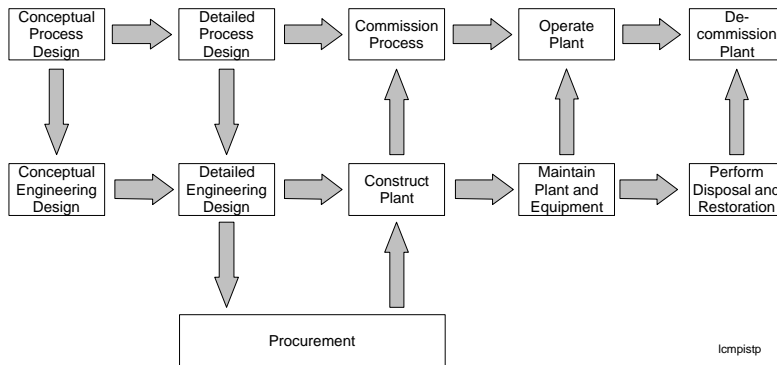 Conceptual
Process
Design
Detailed
Process
Design
Commission
Process
Operate
Plant
De-
commission
Plant
Conceptual
Engineering
Design
Detailed
Engineering
Design
Construct
Plant
Maintain
Plant and
Equipment
Perform
Disposal and
Restoration
Procurement
lcmpistp